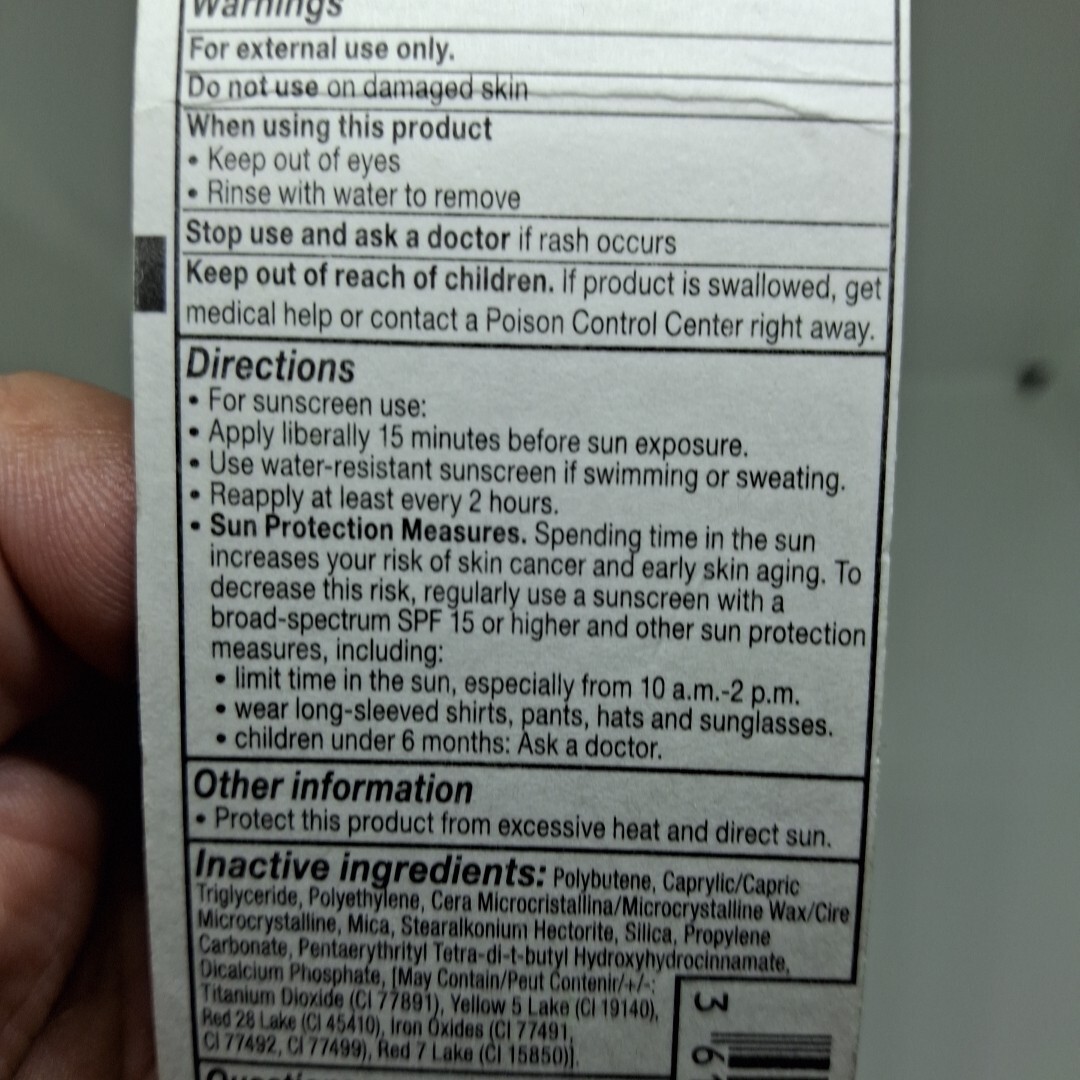 Warnings
For external use only.
Do not use on damaged skin
When using this product
• Keep out of eyes
• Rinse with water to remove
Stop use and ask a doctor if rash occurs
Keep out of reach of children. If product is swallowed, get
medical help or contact a Poison Control Center right away.
Directions
• For sunscreen use:
• Apply liberally 15 minutes before sun exposure.
• Use water-resistant sunscreen if swimming or sweating.
• Reapply at least every 2 hours.
• Sun Protection Measures. Spending time in the sun
increases your risk of skin cancer and early skin aging. To
decrease this risk, regularly use a sunscreen with a
broad-spectrum SPF 15 or higher and other sun protection
measures, including:
• limit time in the sun, especially from 10 a.m.-2 p.m.
• wear long-sleeved shirts, pants, hats and sunglasses.
• children under 6 months: Ask a doctor.
Other information
• Protect this product from excessive heat and direct sun.
Inactive ingredients: Polybutene, Caprylic/Capric
Triglyceride, Polyethylene, Cera Microcristallina/Microcrystalline Wax/Cire
Microcrystalline, Mica, Stearalkonium Hectorite, Silica, Propylene
Carbonate, Pentaerythrityl Tetra-di-t-butyl Hydroxyhydrocinnamate,
Dicalcium Phosphate, [May Contain/Peut Contenir/+/-:
Titanium Dioxide (CI 77891), Yellow 5 Lake (CI 19140),
Red 28 Lake (CI 45410), Iron Oxides (CI 77491,
CI 77492, CI 77499), Red 7 Lake (CI 15850)].
3 6